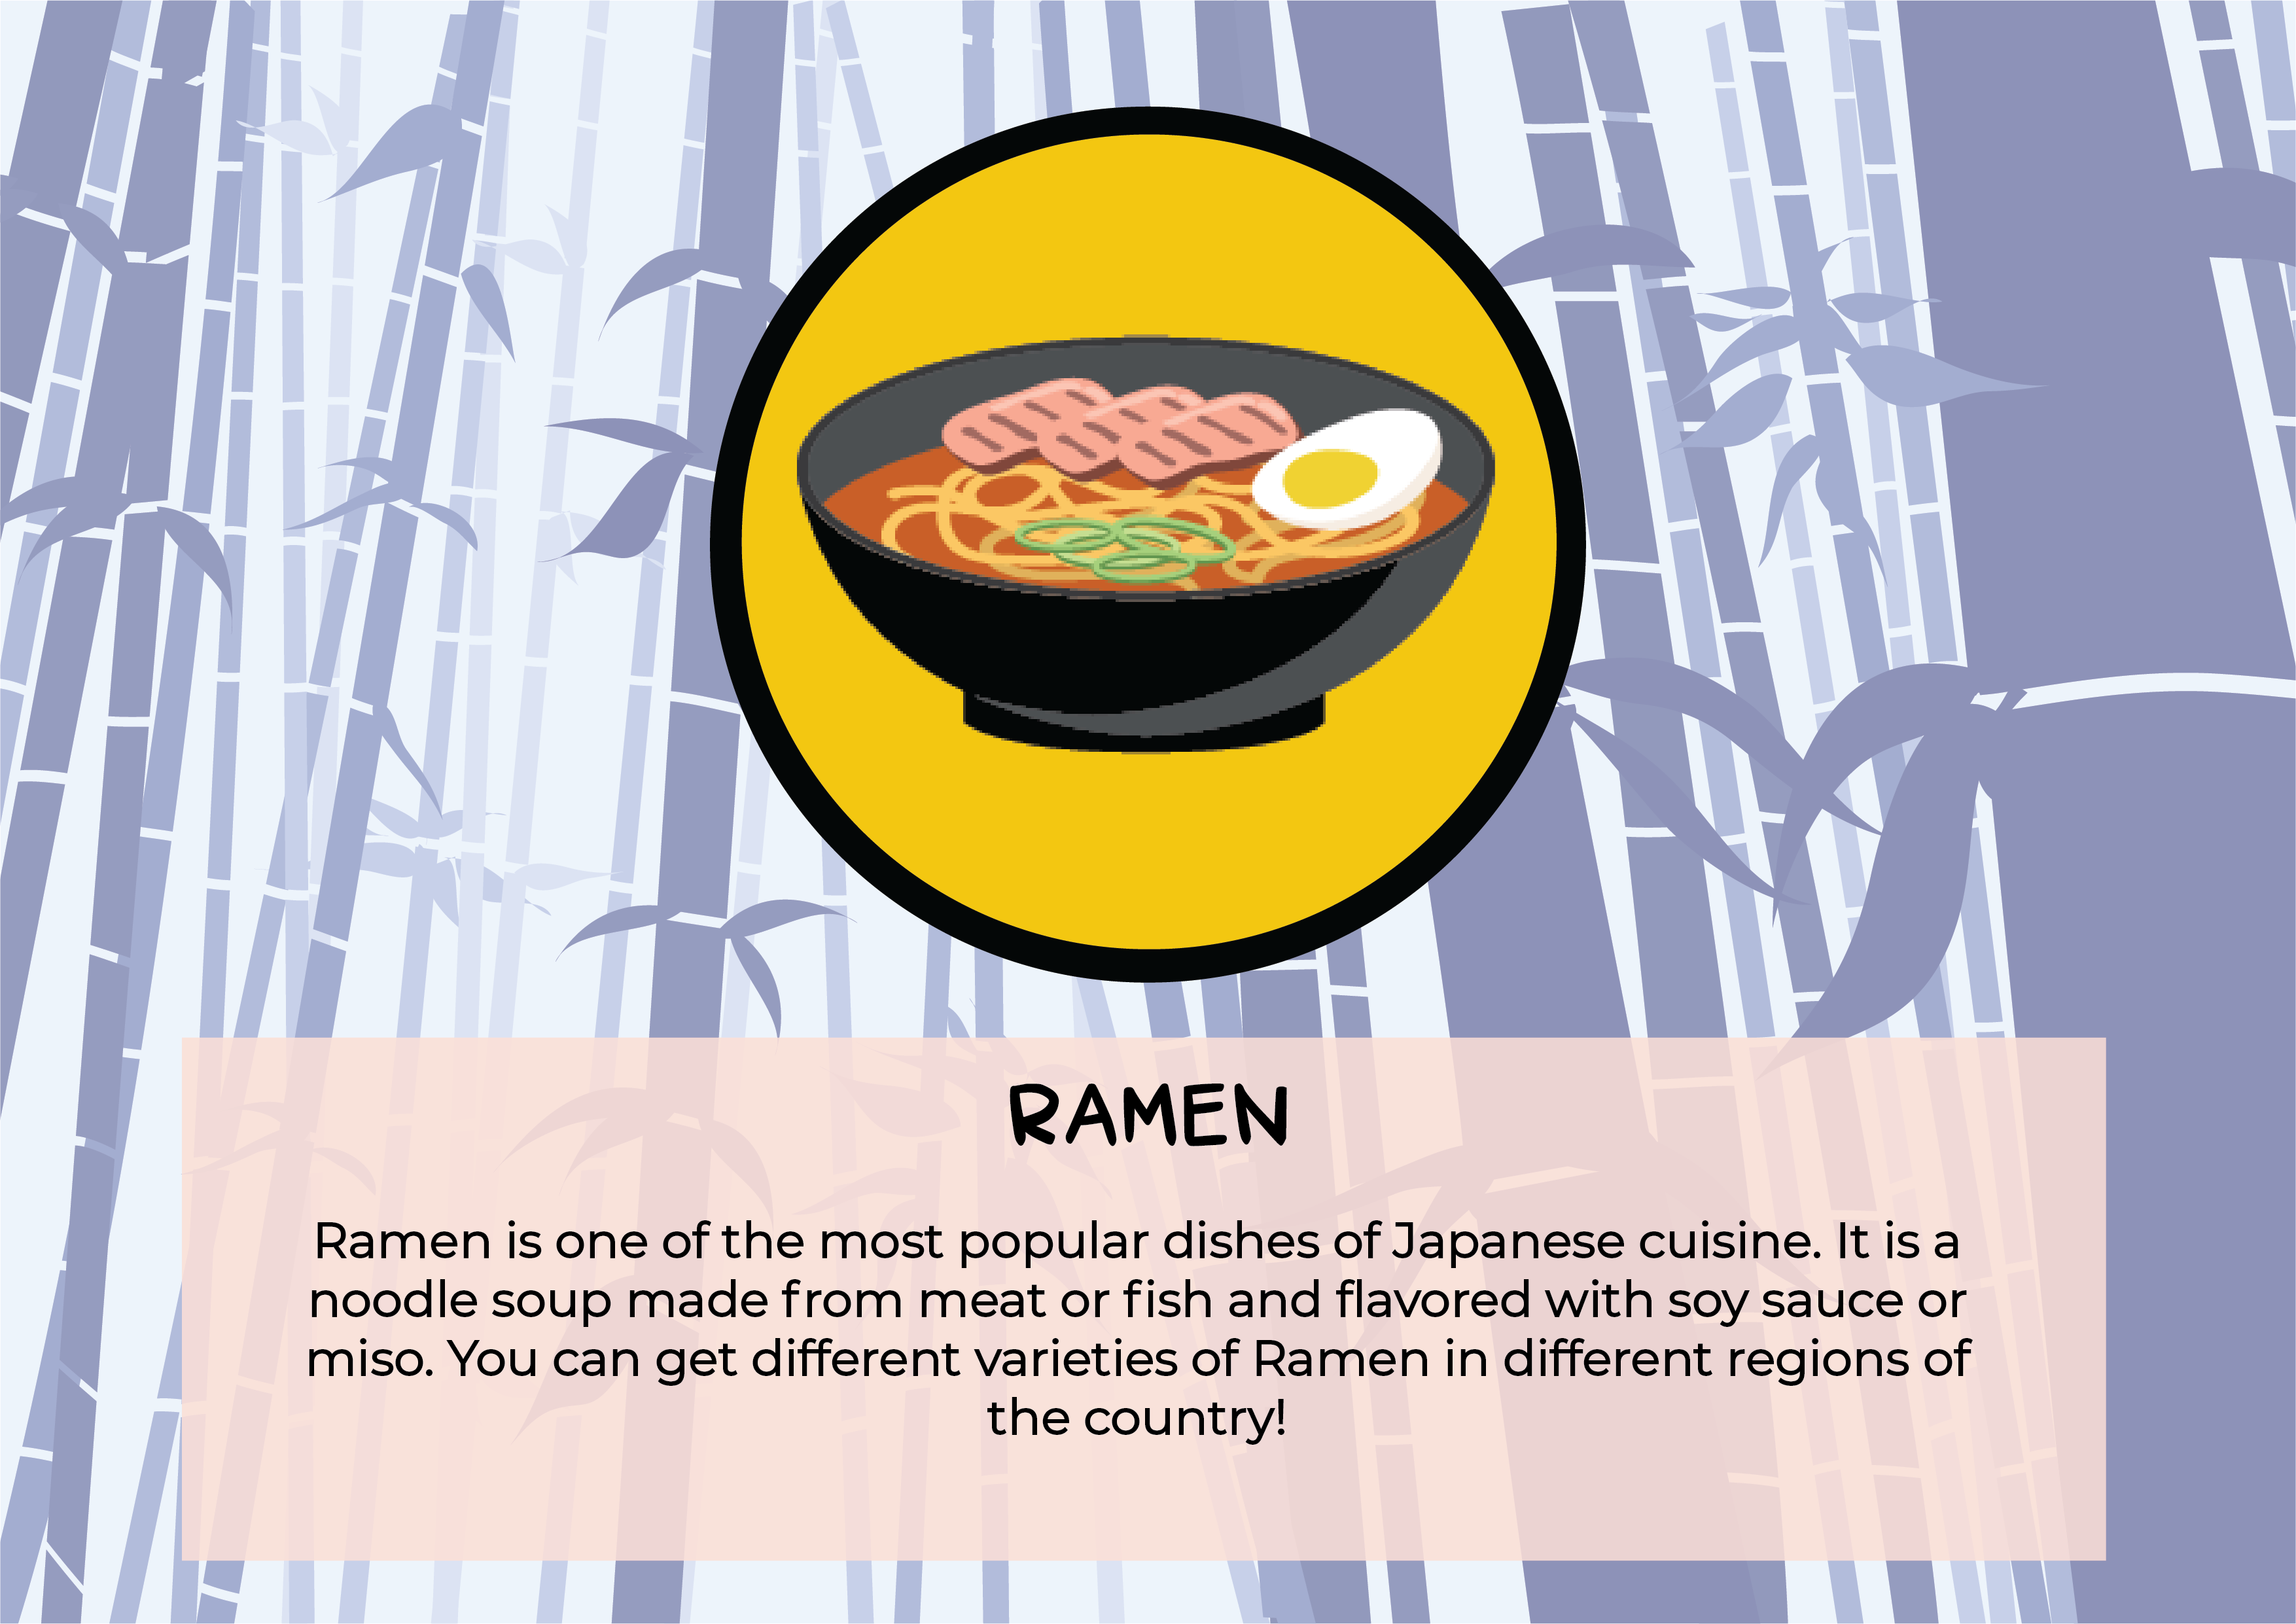 RAMEN
Ramen is one of the most popular dishes of Japanese cuisine. It is a
noodle soup made from meat or fish and flavored with soy sauce or
miso. You can get different varieties of Ramen in different regions of
the country!